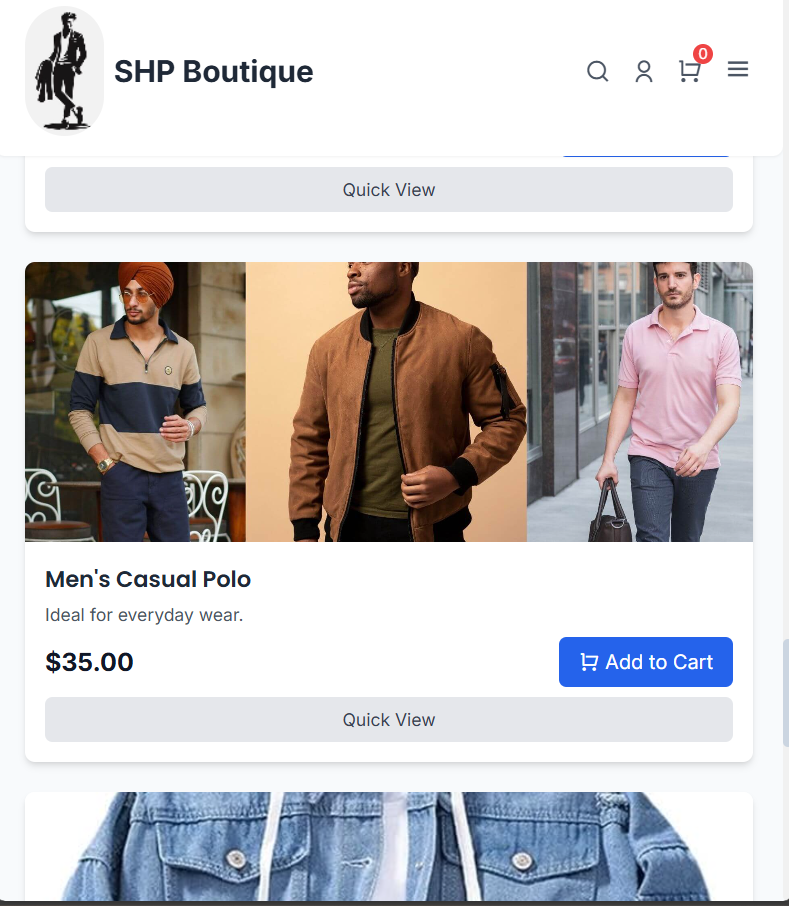 SHP Boutique
0
Quick View
Men's Casual Polo
Ideal for everyday wear.
$35.00
Add to Cart
Quick View